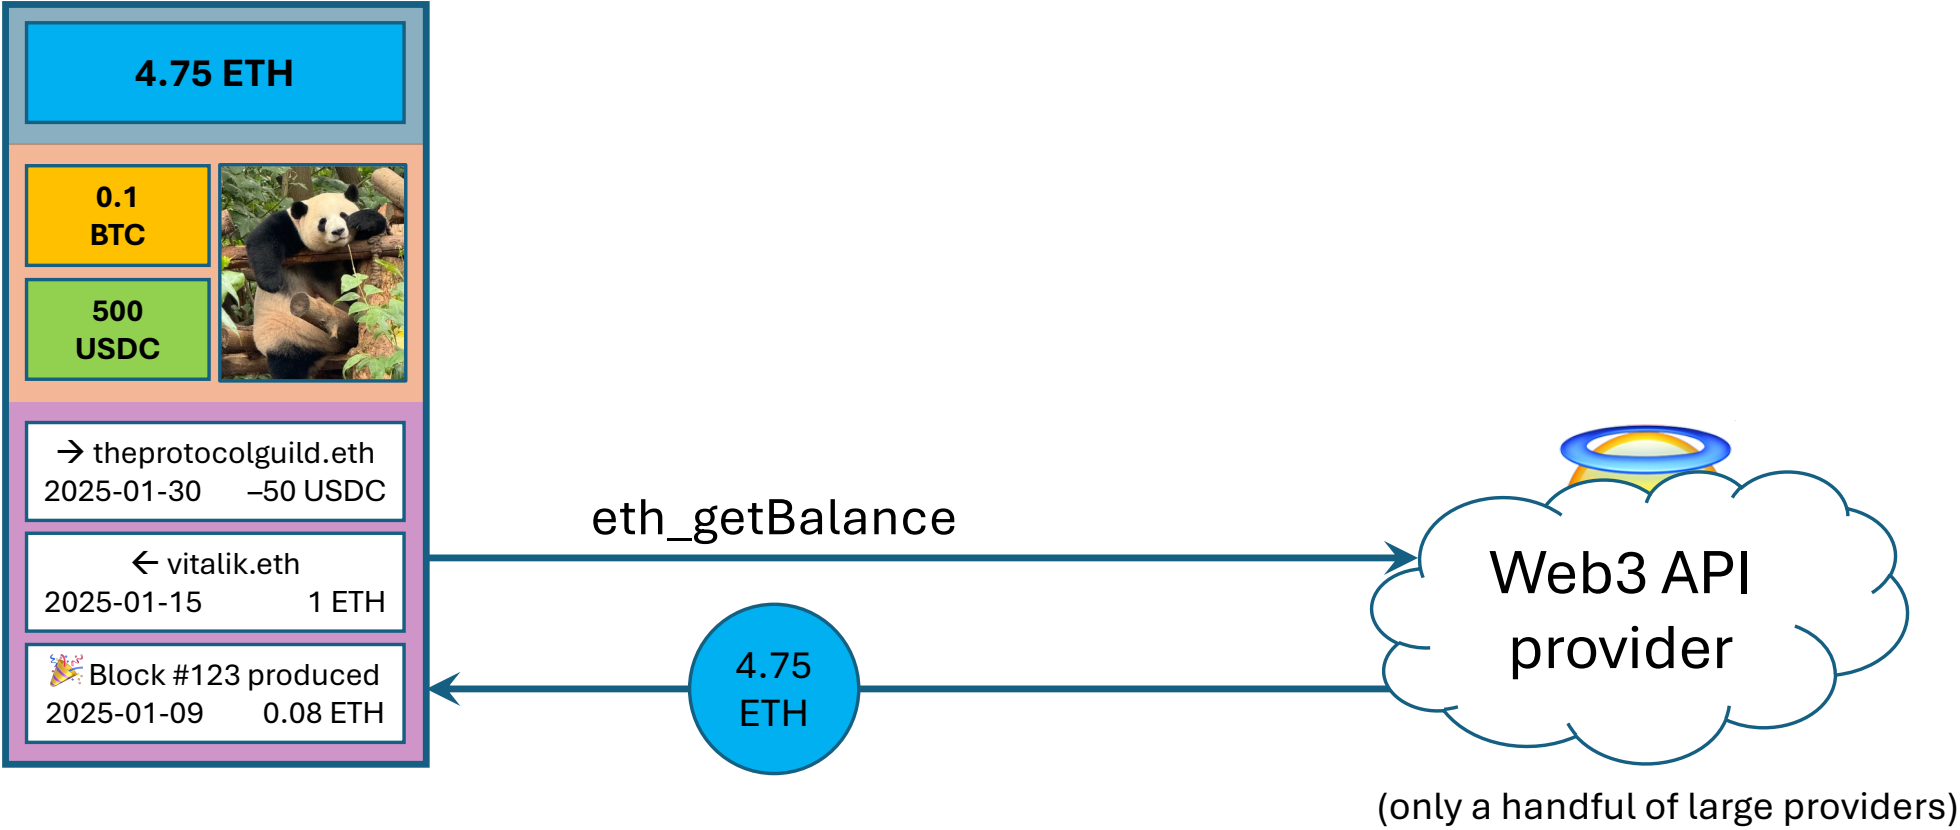 4.75 ETH
0.1
BTC
500
USDC
→ theprotocolguild.eth
2025-01-30 –50 USDC
← vitalik.eth
2025-01-15 1 ETH
🎉 Block #123 produced
2025-01-09 0.08 ETH
eth_getBalance
4.75
ETH
Web3 API
provider
(only a handful of large providers)